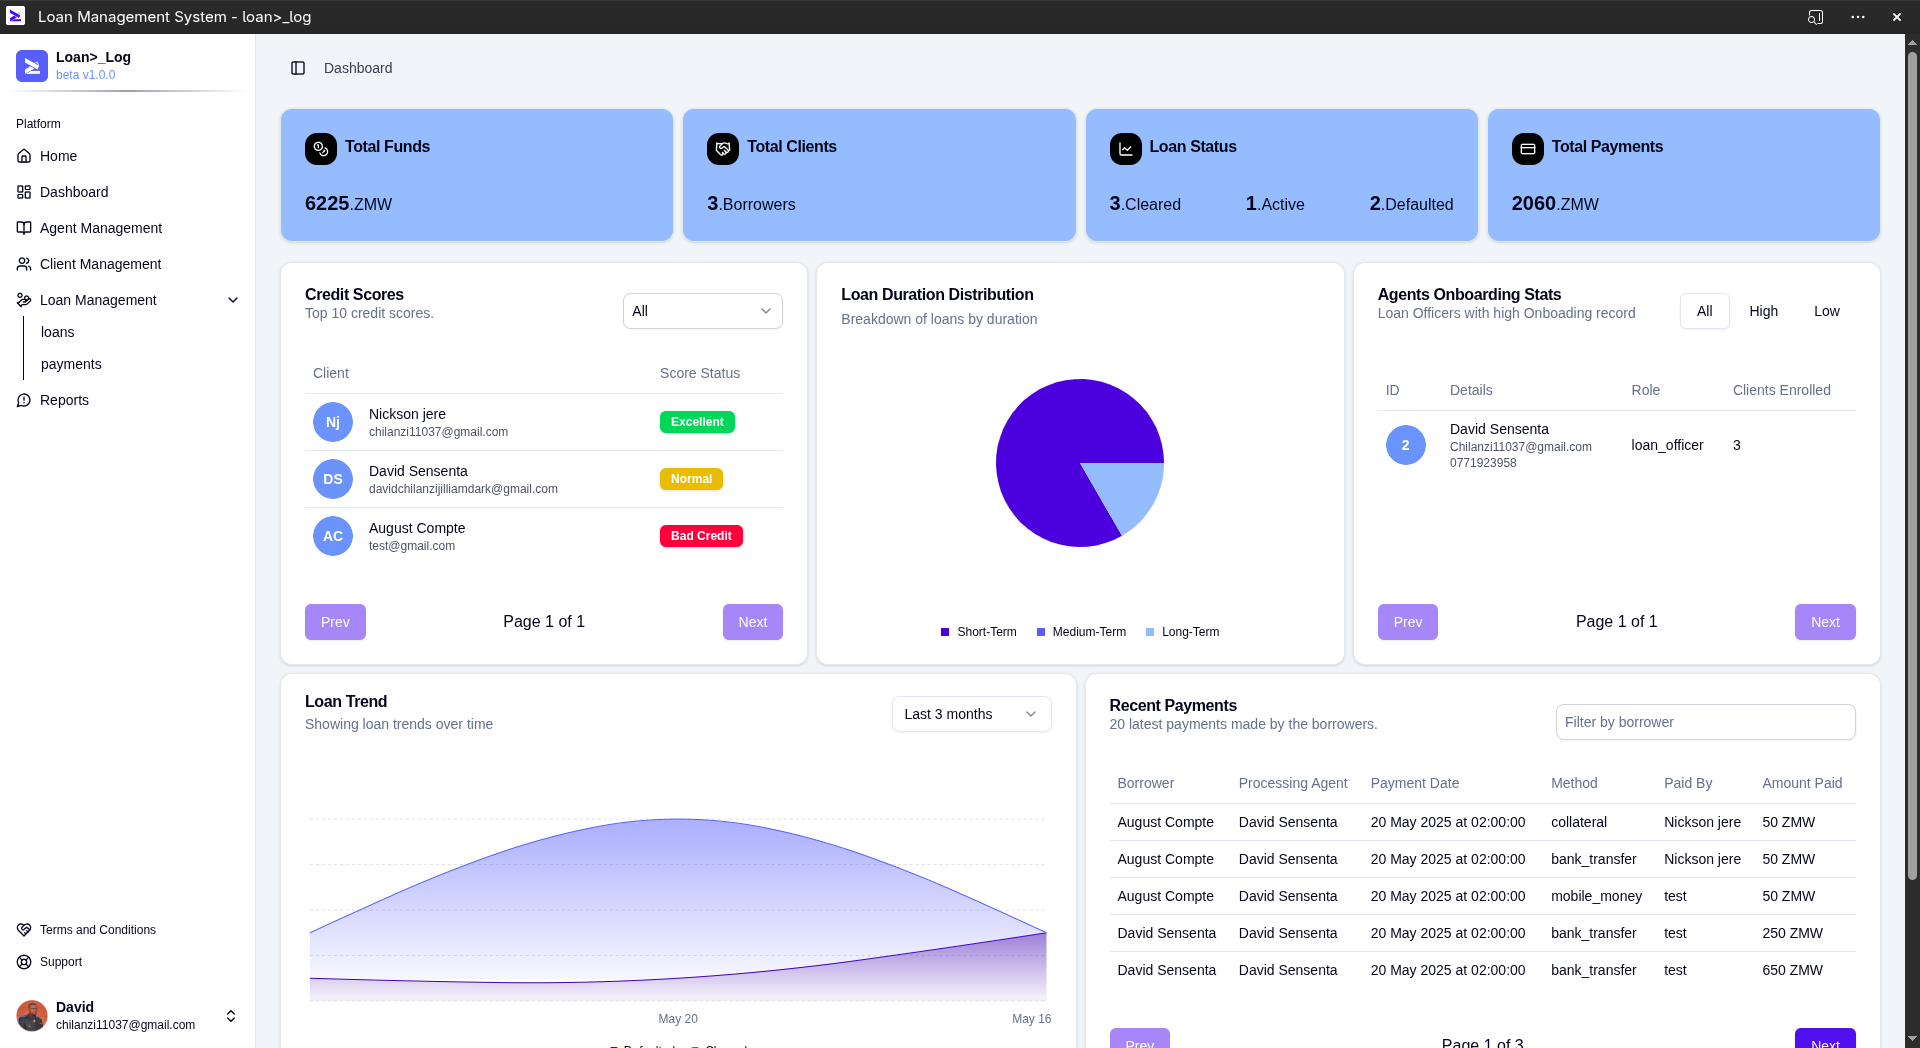 Loan Management System - loan>_log
Loan>_Log
beta v1.0.0
Platform
Home
Dashboard
Agent Management
Client Management
Loan Management
loans
payments
Reports
Terms and Conditions
Support
David
chilanzi11037@gmail.com
Dashboard
Total Funds
6225.ZMW
Total Clients
3.Borrowers
Loan Status
3.Cleared 1.Active 2.Defaulted
Total Payments
2060.ZMW
Credit Scores
Top 10 credit scores.
All
Client Score Status
Nj Nickson jere Excellent
chilanzi11037@gmail.com
DS David Sensenta Normal
davidchilanzijilliamdark@gmail.com
AC August Compte Bad Credit
test@gmail.com
Prev Page 1 of 1 Next
Loan Duration Distribution
Breakdown of loans by duration
Short-Term Medium-Term Long-Term
Agents Onboarding Stats
Loan Officers with high Onboading record
All High Low
ID Details Role Clients Enrolled
2 David Sensenta loan_officer 3
Chilanzi11037@gmail.com
0771923958
Prev Page 1 of 1 Next
Loan Trend
Showing loan trends over time
Last 3 months
May 20 May 16
Recent Payments
20 latest payments made by the borrowers.
Filter by borrower
Borrower Processing Agent Payment Date Method Paid By Amount Paid
August Compte David Sensenta 20 May 2025 at 02:00:00 collateral Nickson jere 50 ZMW
August Compte David Sensenta 20 May 2025 at 02:00:00 bank_transfer Nickson jere 50 ZMW
August Compte David Sensenta 20 May 2025 at 02:00:00 mobile_money test 50 ZMW
David Sensenta David Sensenta 20 May 2025 at 02:00:00 bank_transfer test 250 ZMW
David Sensenta David Sensenta 20 May 2025 at 02:00:00 bank_transfer test 650 ZMW
Prev Page 1 of 3 Next